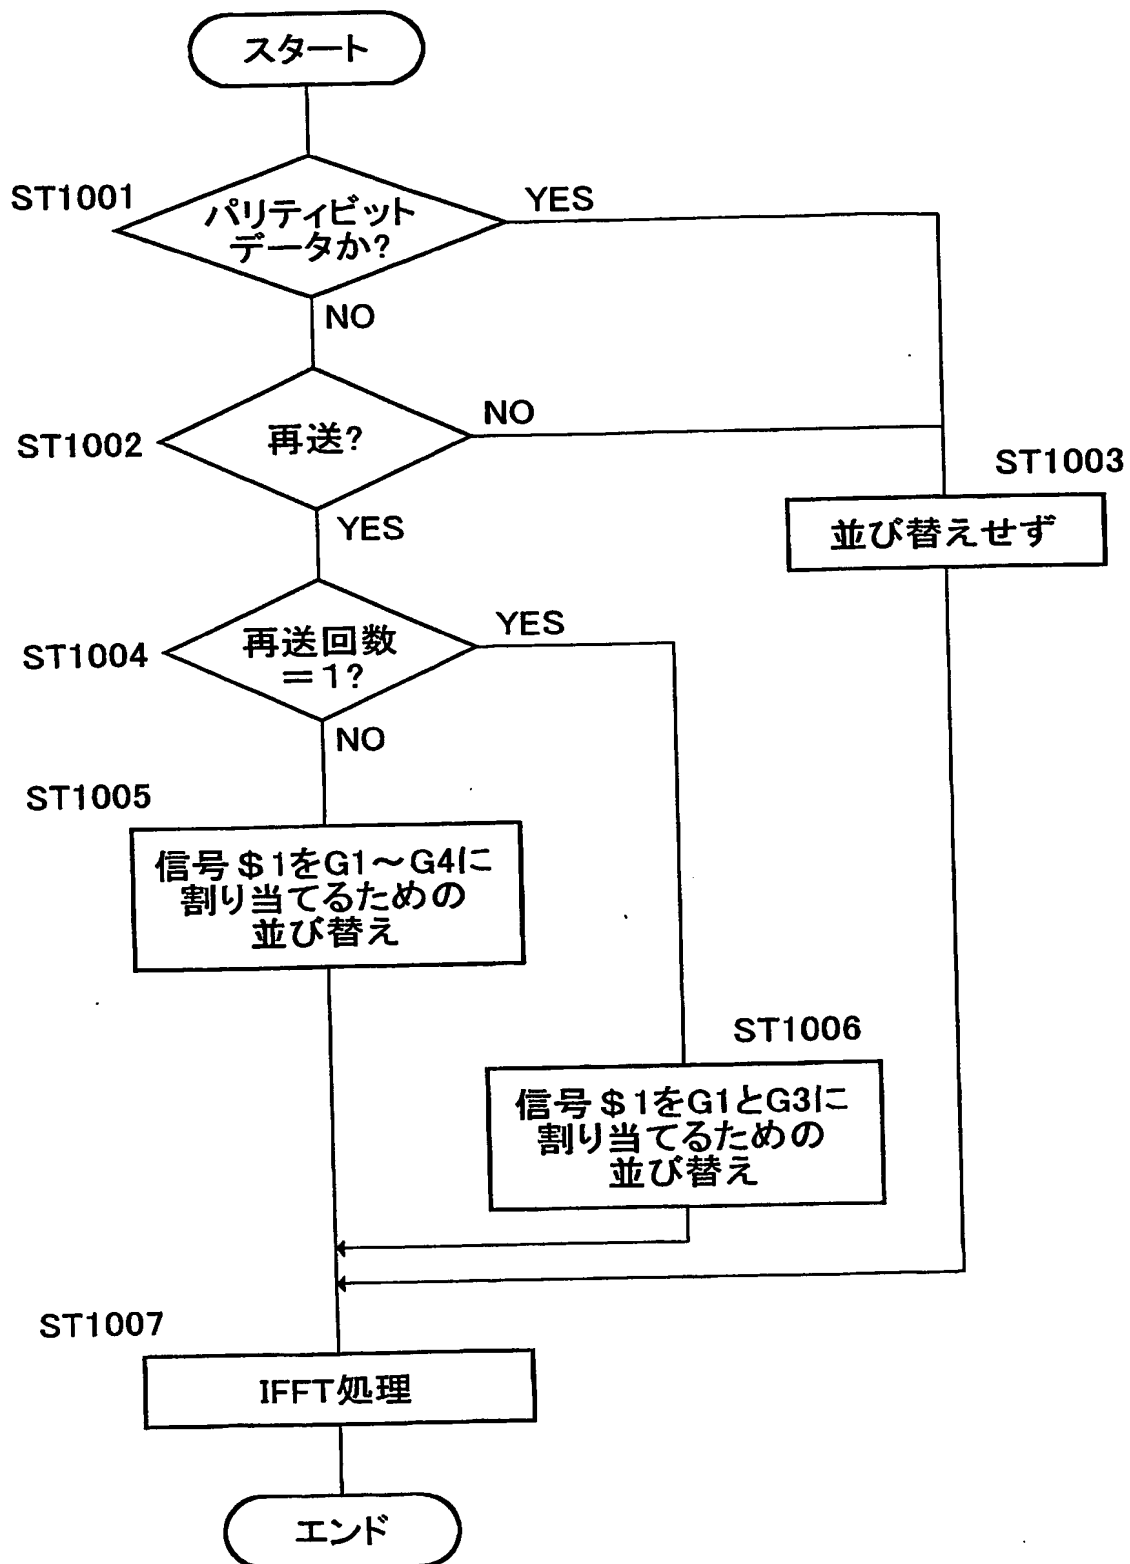 スタート
ST1001
パリティビット
データか?
YES
NO
ST1002
再送?
NO
YES
ST1003
並び替えせず
ST1004
再送回数
=1?
YES
NO
ST1005
信号$1をG1~G4に
割り当てるための
並び替え
ST1006
信号$1をG1とG3に
割り当てるための
並び替え
ST1007
IFFT処理
エンド